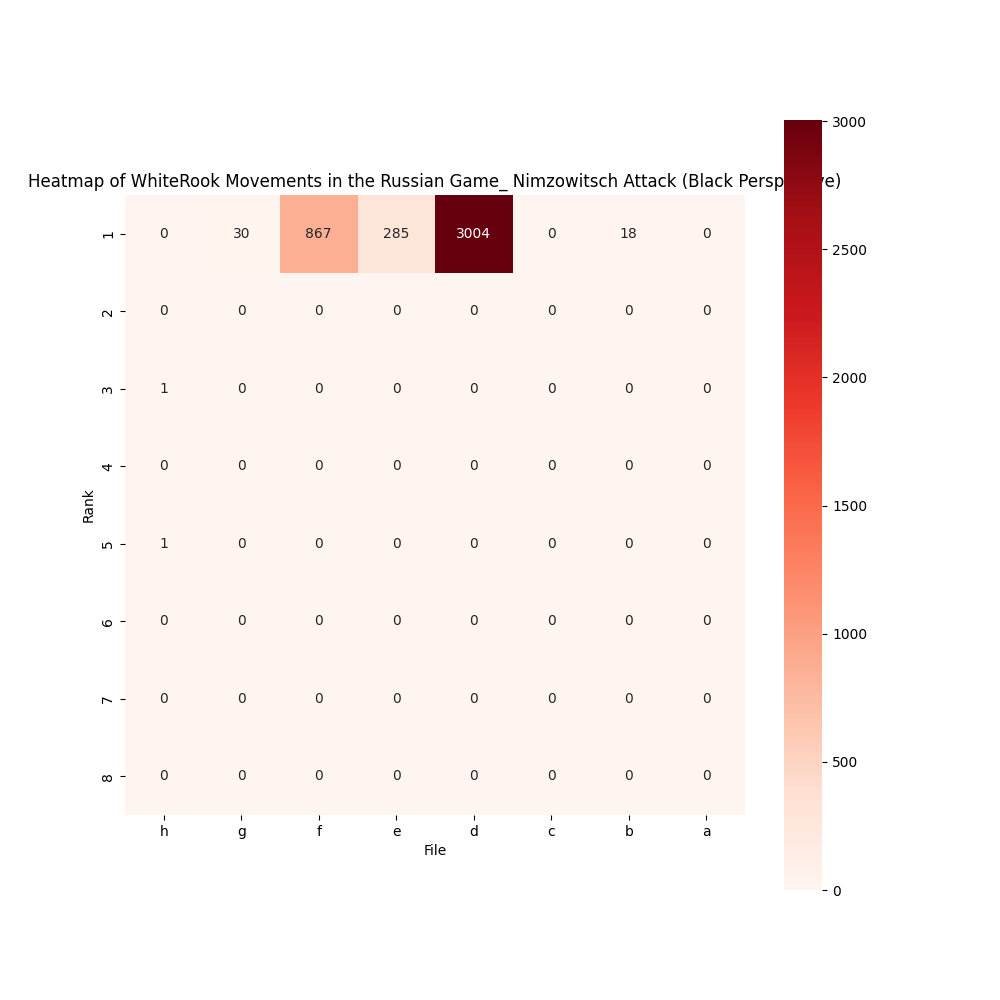 3000
Heatmap of WhiteRook Movements in the Russian Game_ Nimzowitsch Attack (Black Persp ve)
1 0 30 867 285 3004 0 18 0
2500
2 0 0 0 0 0 0 0 0
3 1 0 0 0 0 0 0 0
2000
4 0 0 0 0 0 0 0 0
1500
Rank
5 1 0 0 0 0 0 0 0
6 0 0 0 0 0 0 0 0
1000
7 0 0 0 0 0 0 0 0
500
8 0 0 0 0 0 0 0 0
h g f e d c b a
File
0